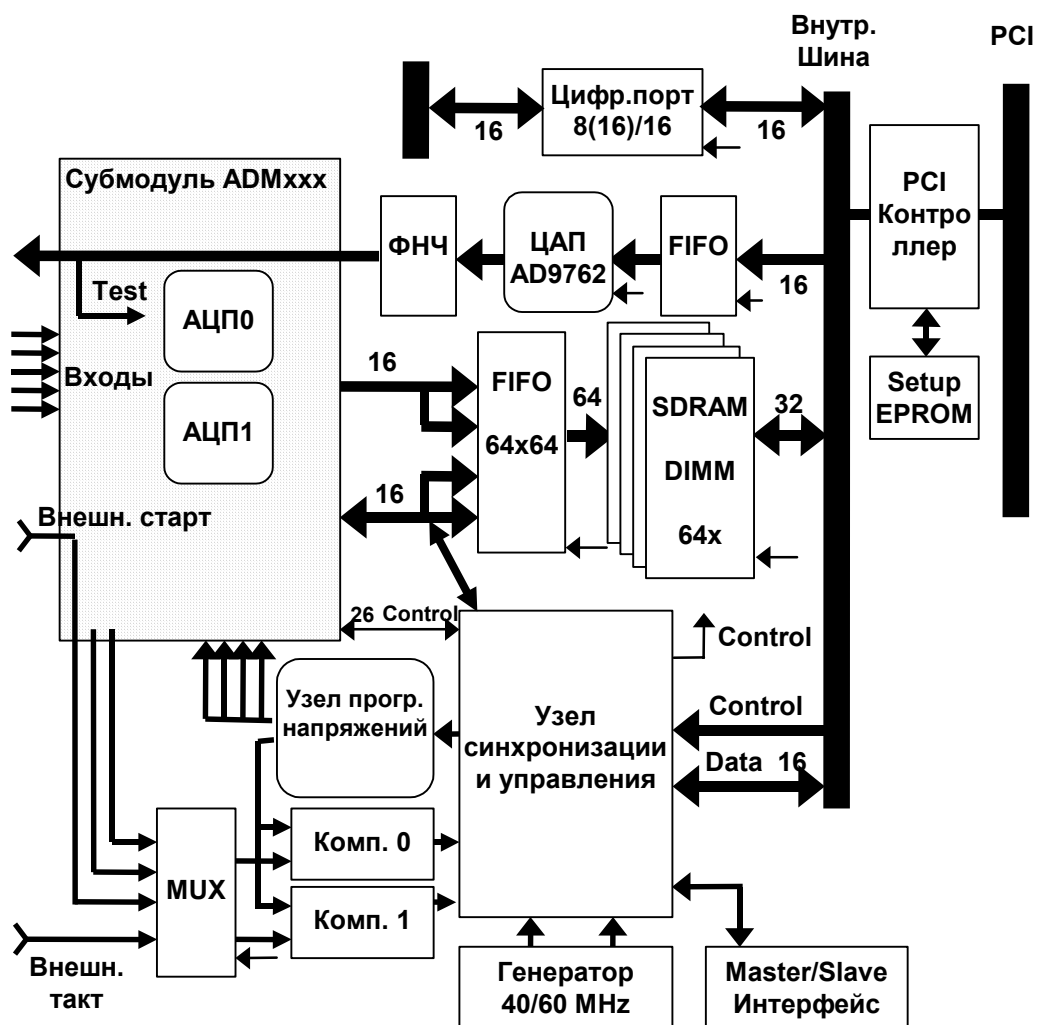 Внутр.
Шина
PCI
Цифр.порт
8(16)/16
16
16
Субмодуль ADMxxx
PCI
Контро
ллер
ФНЧ
ЦАП
AD9762
FIFO
16
Test
АЦП0
Входы
16
FIFO
64x64
64
SDRAM
DIMM
64x
32
Setup
EPROM
АЦП1
16
Внешн. старт
26 Control
Control
Узел прогр.
напряжений
Узел
синхронизации
и управления
Control
Data 16
Комп. 0
MUX
Комп. 1
Внешн.
такт
Генератор
40/60 MHz
Master/Slave
Интерфейс